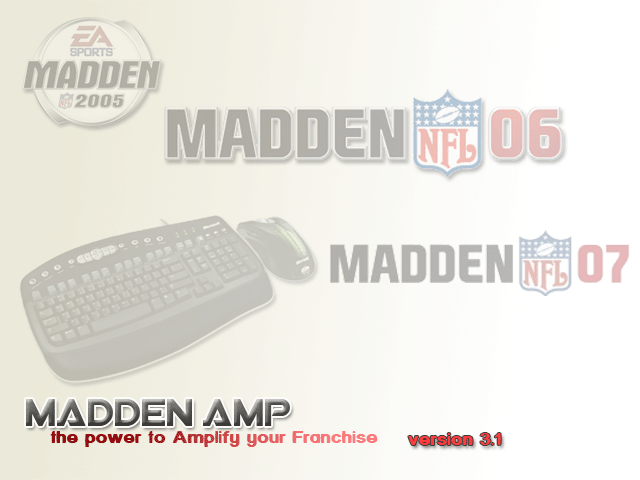 EA
SPORTS
MADDEN
NFL 2005
MADDEN NFL 06
MADDEN NFL 07
MADDEN AMP
the power to Amplify your Franchise
version 3.1